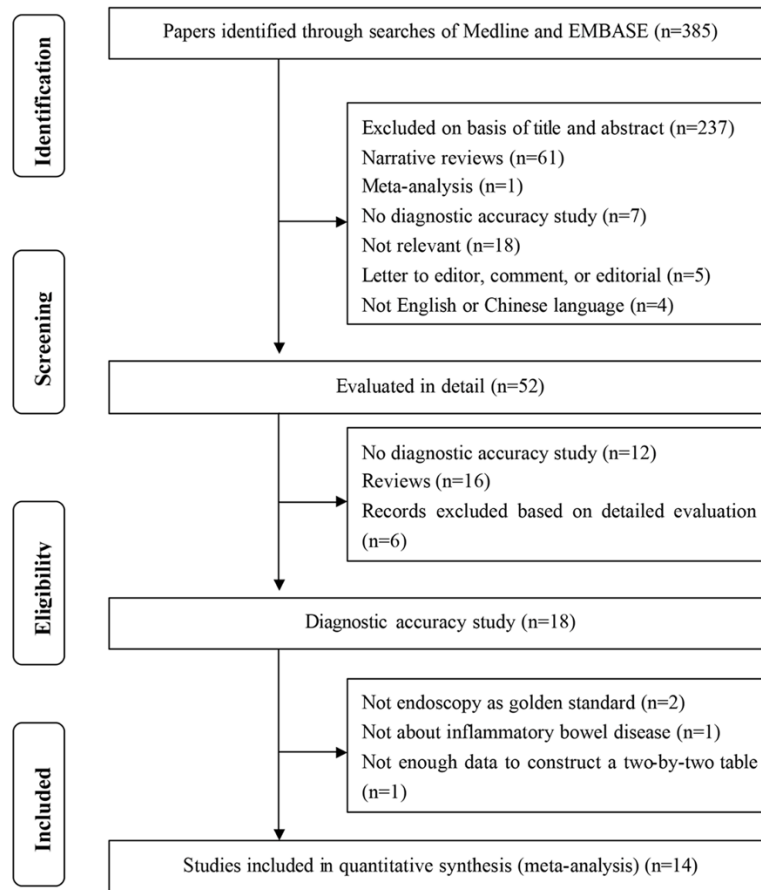 Identification
Papers identified through searches of Medline and EMBASE (n=385)
Excluded on basis of title and abstract (n=237)
Narrative reviews (n=61)
Meta-analysis (n=1)
No diagnostic accuracy study (n=7)
Not relevant (n=18)
Letter to editor, comment, or editorial (n=5)
Not English or Chinese language (n=4)
Screening
Evaluated in detail (n=52)
No diagnostic accuracy study (n=12)
Reviews (n=16)
Records excluded based on detailed evaluation
(n=6)
Eligibility
Diagnostic accuracy study (n=18)
Not endoscopy as golden standard (n=2)
Not about inflammatory bowel disease (n=1)
Not enough data to construct a two-by-two table
(n=1)
Included
Studies included in quantitative synthesis (meta-analysis) (n=14)